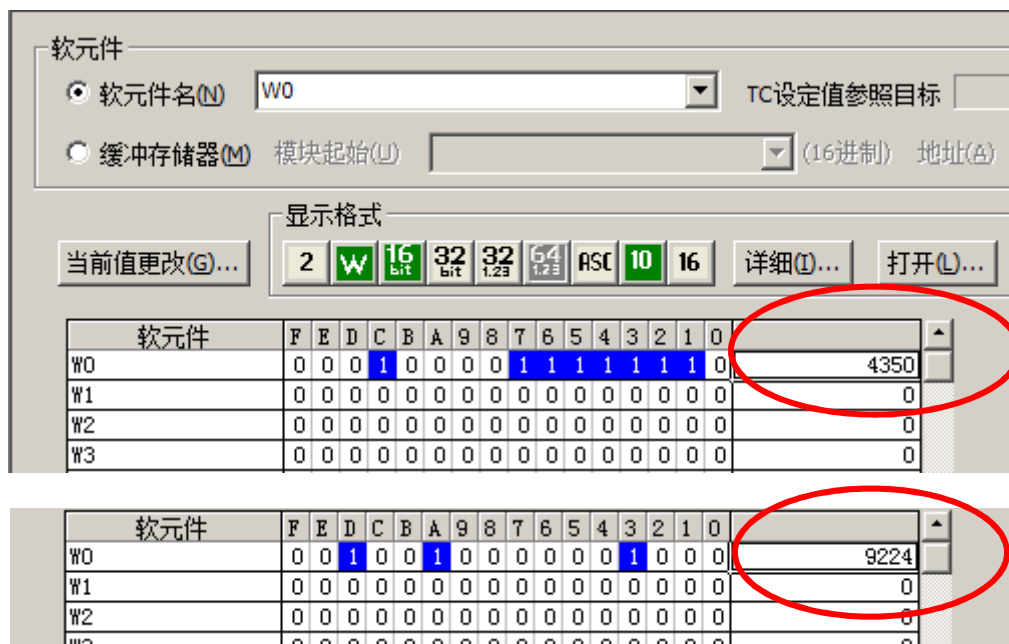 软元件
软元件名(N) W0 TC设定值参照目标
缓冲存储器(M) 模块起始(U) (16进制) 地址(A)
显示格式
当前值更改(G)... 2 W 16bit 32bit 32 1.23 64 1.23 ASC 10 16 详细(I)... 打开(L)...
软元件 F E D C B A 9 8 7 6 5 4 3 2 1 0
W0 0 0 0 1 0 0 0 0 1 1 1 1 1 1 1 0 4350
W1 0 0 0 0 0 0 0 0 0 0 0 0 0 0 0 0 0
W2 0 0 0 0 0 0 0 0 0 0 0 0 0 0 0 0 0
W3 0 0 0 0 0 0 0 0 0 0 0 0 0 0 0 0 0
软元件 F E D C B A 9 8 7 6 5 4 3 2 1 0
W0 0 0 1 0 0 1 0 0 0 0 0 0 1 0 0 0 9224
W1 0 0 0 0 0 0 0 0 0 0 0 0 0 0 0 0 0
W2 0 0 0 0 0 0 0 0 0 0 0 0 0 0 0 0 0